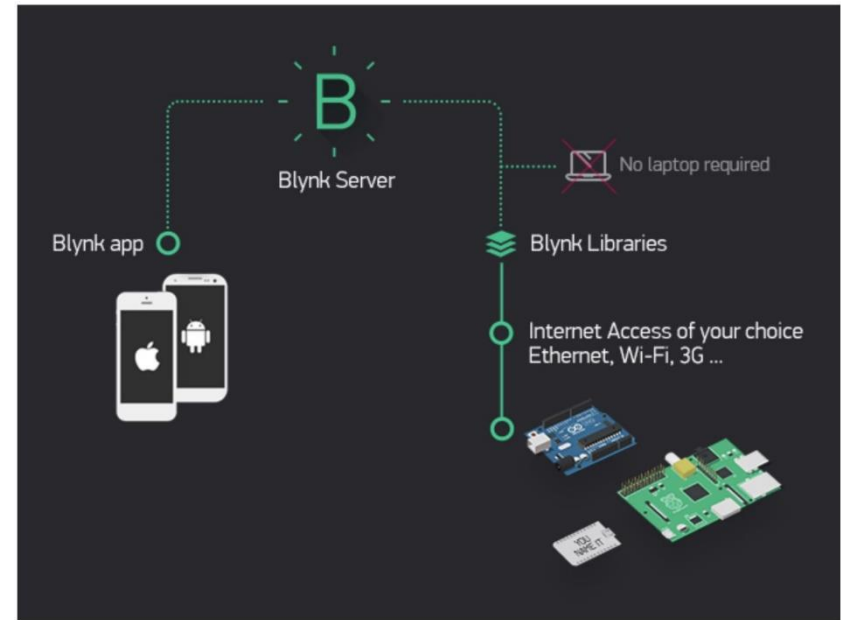 B
Blynk Server
No laptop required
Blynk app
Blynk Libraries
Internet Access of your choice
Ethernet, Wi-Fi, 3G ...
YOU
NAME IT